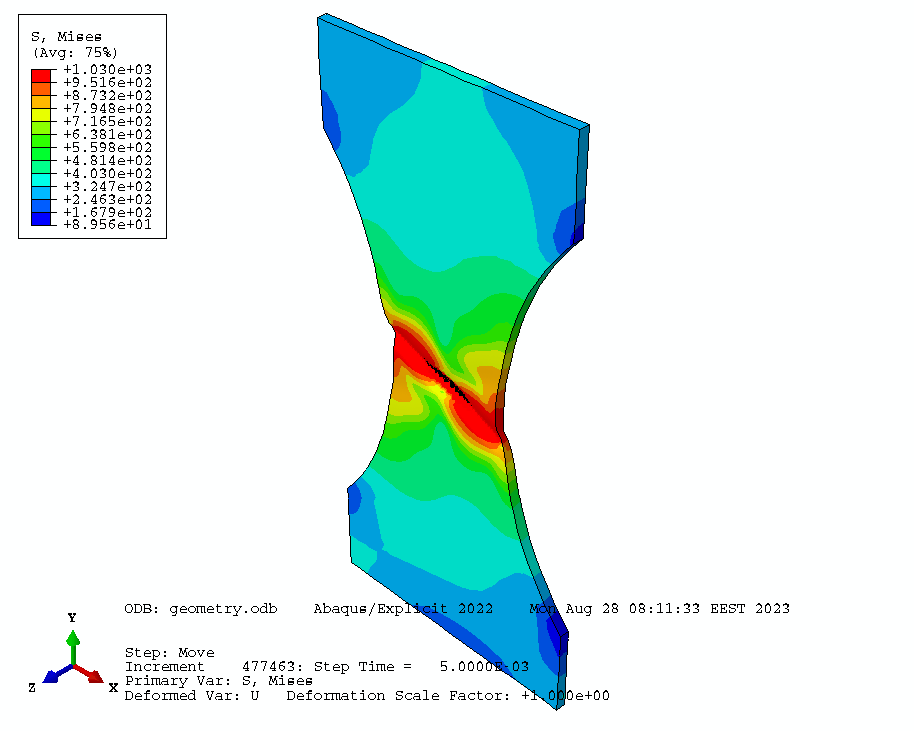 S, Mises
(Avg: 75%)
+1.030e+03
+9.516e+02
+8.732e+02
+7.948e+02
+7.165e+02
+6.381e+02
+5.598e+02
+4.814e+02
+4.030e+02
+3.247e+02
+2.463e+02
+1.679e+02
+8.956e+01
Y
Z
X
ODB: geometry.odb Abaqus/Explicit 2022 Mon Aug 28 08:11:33 EEST 2023
Step: Move
Increment 477463: Step Time = 5.0000E-03
Primary Var: S, Mises
Deformed Var: U Deformation Scale Factor: +1.000e+00